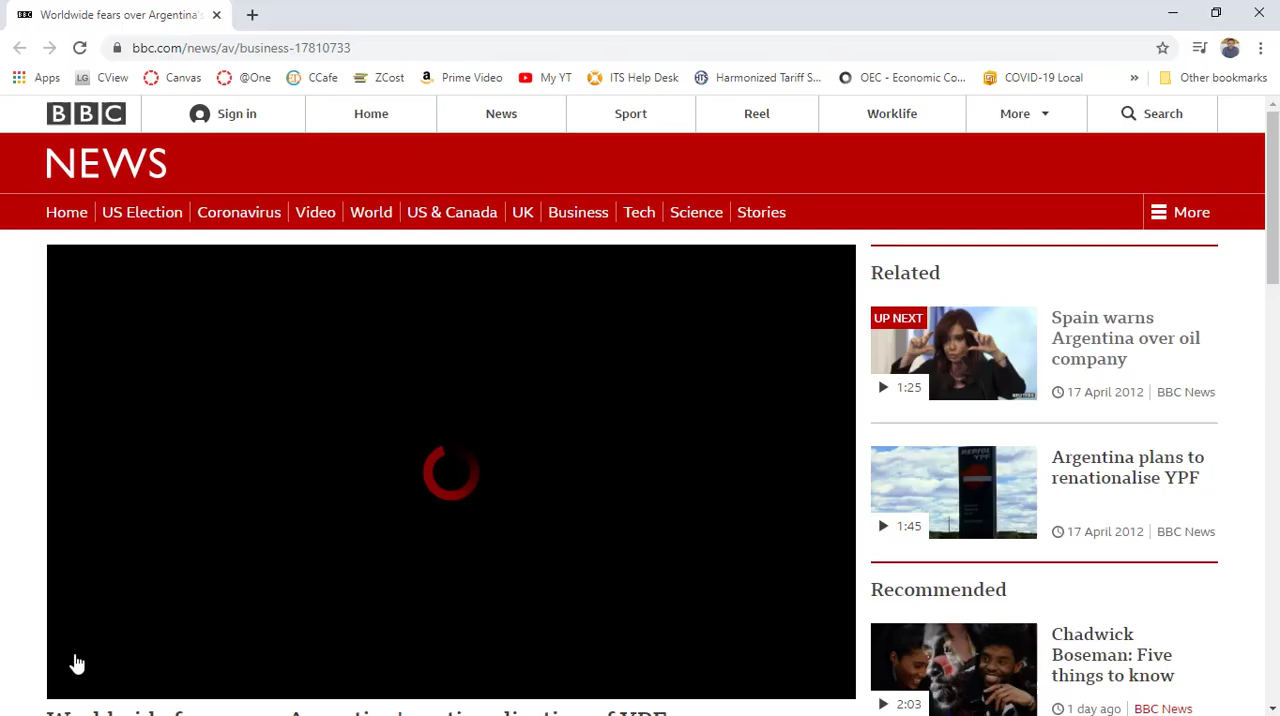 BBC Worldwide fears over Argentina's
bbc.com/news/av/business-17810733
Apps LG CView Canvas @One CCafe ZCost Prime Video My YT ITS Help Desk Harmonized Tariff S... OEC - Economic Co... COVID-19 Local » Other bookmarks
BBC Sign in Home News Sport Reel Worklife More Search
NEWS
Home US Election Coronavirus Video World US & Canada UK Business Tech Science Stories More
Related
UP NEXT
1:25
Spain warns
Argentina over oil
company
17 April 2012 BBC News
YPF
1:45
Argentina plans to
renationalise YPF
17 April 2012 BBC News
Recommended
2:03
Chadwick
Boseman: Five
things to know
1 day ago BBC News